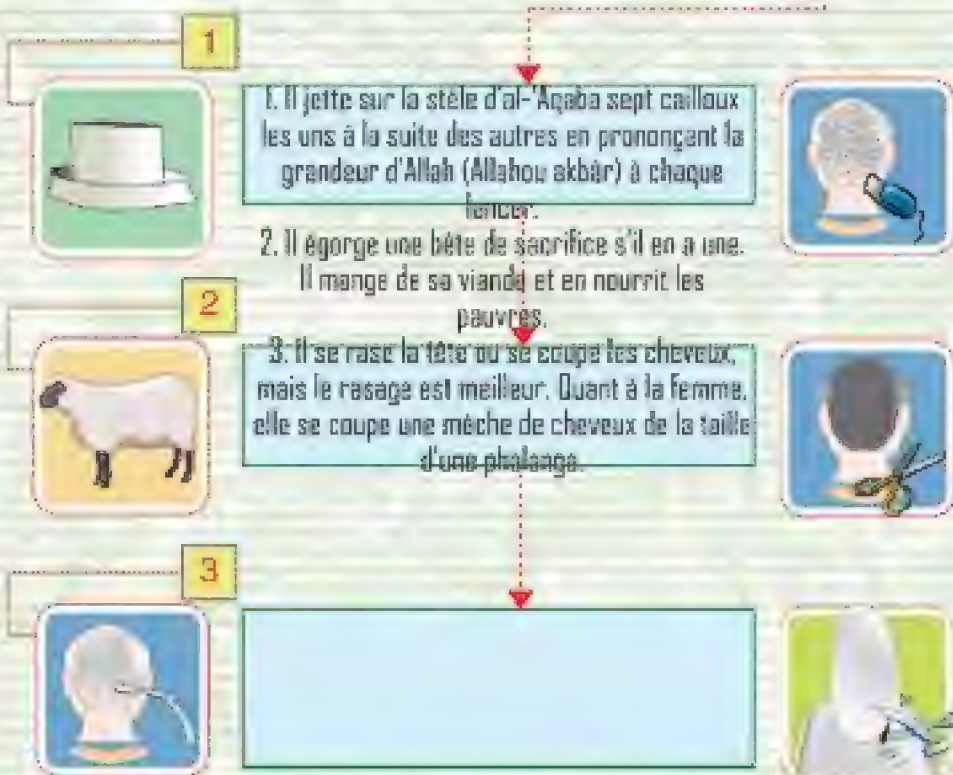 1
1. Il jette sur la stèle d'al-'Aqaba sept cailloux
les uns à la suite des autres en prononçant la
grandeur d'Allah (Allahou akbar) à chaque
lancer.
2. Il égorge une bête de sacrifice s'il en a une.
Il mange de sa viande et en nourrit les
pauvres.
2
3. Il se rase la tête ou se coupe les cheveux,
mais le rasage est meilleur. Quant à la femme,
elle se coupe une mèche de cheveux de la taille
d'une phalange.
3